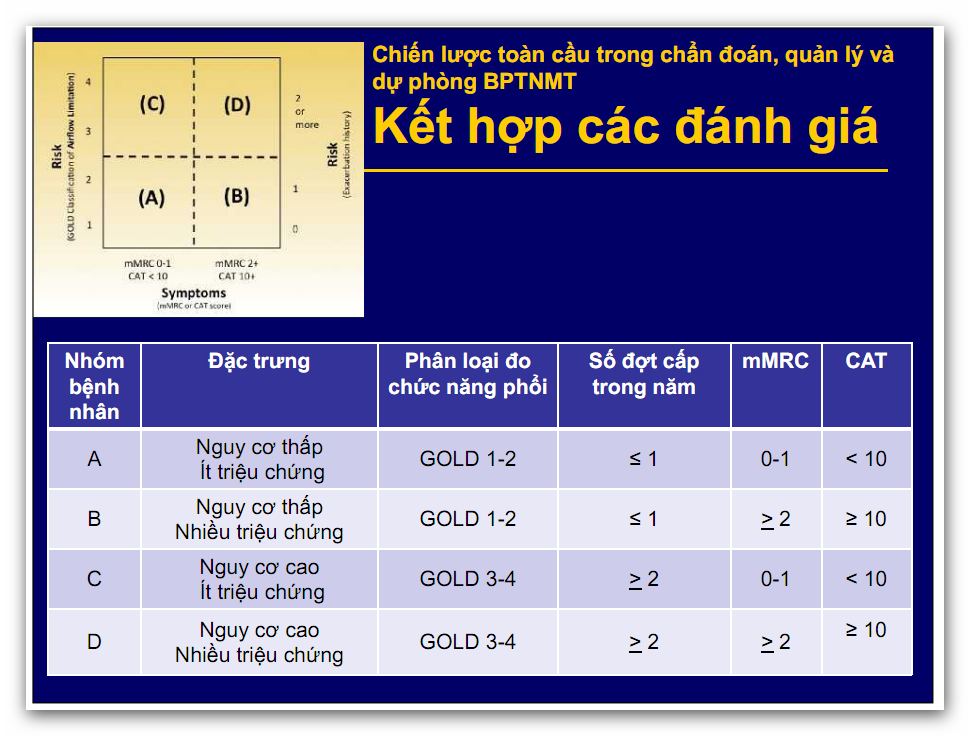 Chiến lược toàn cầu trong chẩn đoán, quản lý và
dự phòng BPTNMT
Kết hợp các đánh giá
Risk
(GOLD Classification of Airflow Limitation)
4
3
2
1
(C)
(D)
(A)
(B)
2
or
more
1
0
Risk
(Exacerbation history)
mMRC 0-1
CAT < 10
mMRC 2+
CAT 10+
Symptoms
(mMRC or CAT score)
Nhóm
bệnh
nhân
Đặc trưng
Phân loại đo
chức năng phổi
Số đợt cấp
trong năm
mMRC
CAT
A
Nguy cơ thấp
Ít triệu chứng
GOLD 1-2
≤ 1
0-1
< 10
B
Nguy cơ thấp
Nhiều triệu chứng
GOLD 1-2
≤ 1
> 2
≥ 10
C
Nguy cơ cao
Ít triệu chứng
GOLD 3-4
> 2
0-1
< 10
D
Nguy cơ cao
Nhiều triệu chứng
GOLD 3-4
> 2
> 2
≥ 10